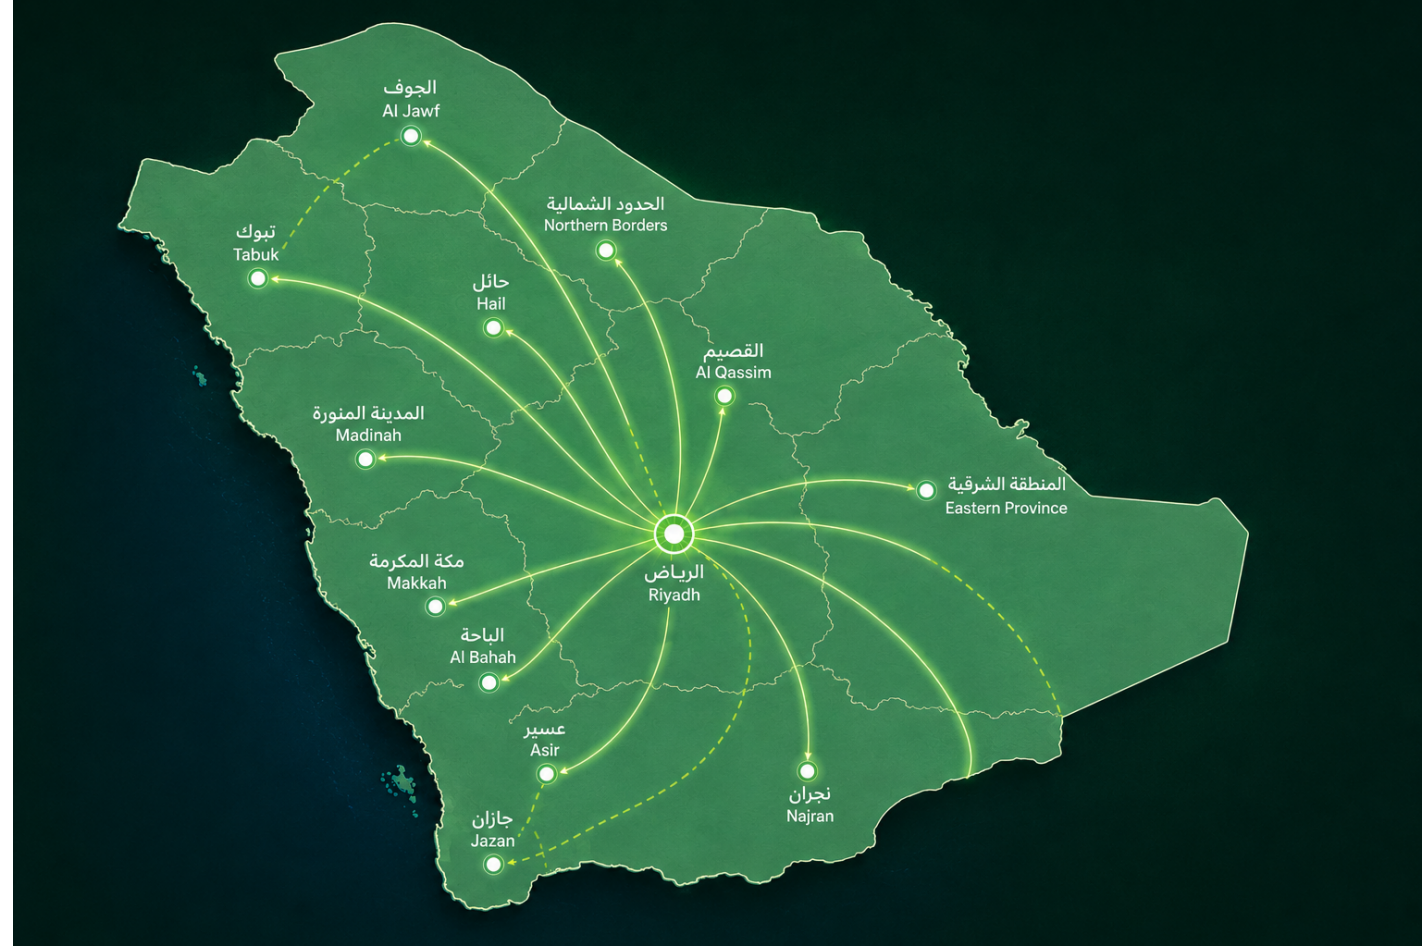 الجوف
Al Jawf
الحدود الشمالية
Northern Borders
تبوك
Tabuk
حائل
Hail
القصيم
Al Qassim
المدينة المنورة
Madinah
المنطقة الشرقية
Eastern Province
مكة المكرمة
Makkah
الرياض
Riyadh
الباحة
Al Bahah
عسير
Asir
نجران
Najran
جازان
Jazan